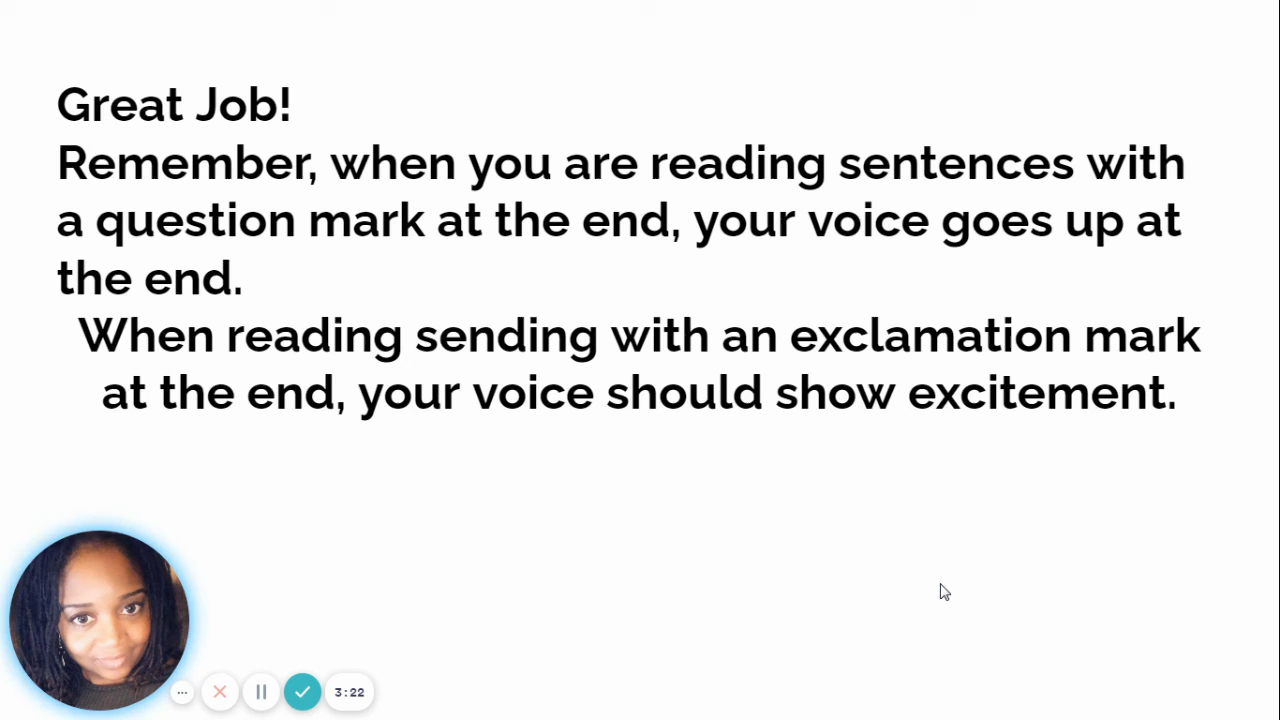 Great Job!
Remember, when you are reading sentences with
a question mark at the end, your voice goes up at
the end.
When reading sending with an exclamation mark
at the end, your voice should show excitement.
3:22